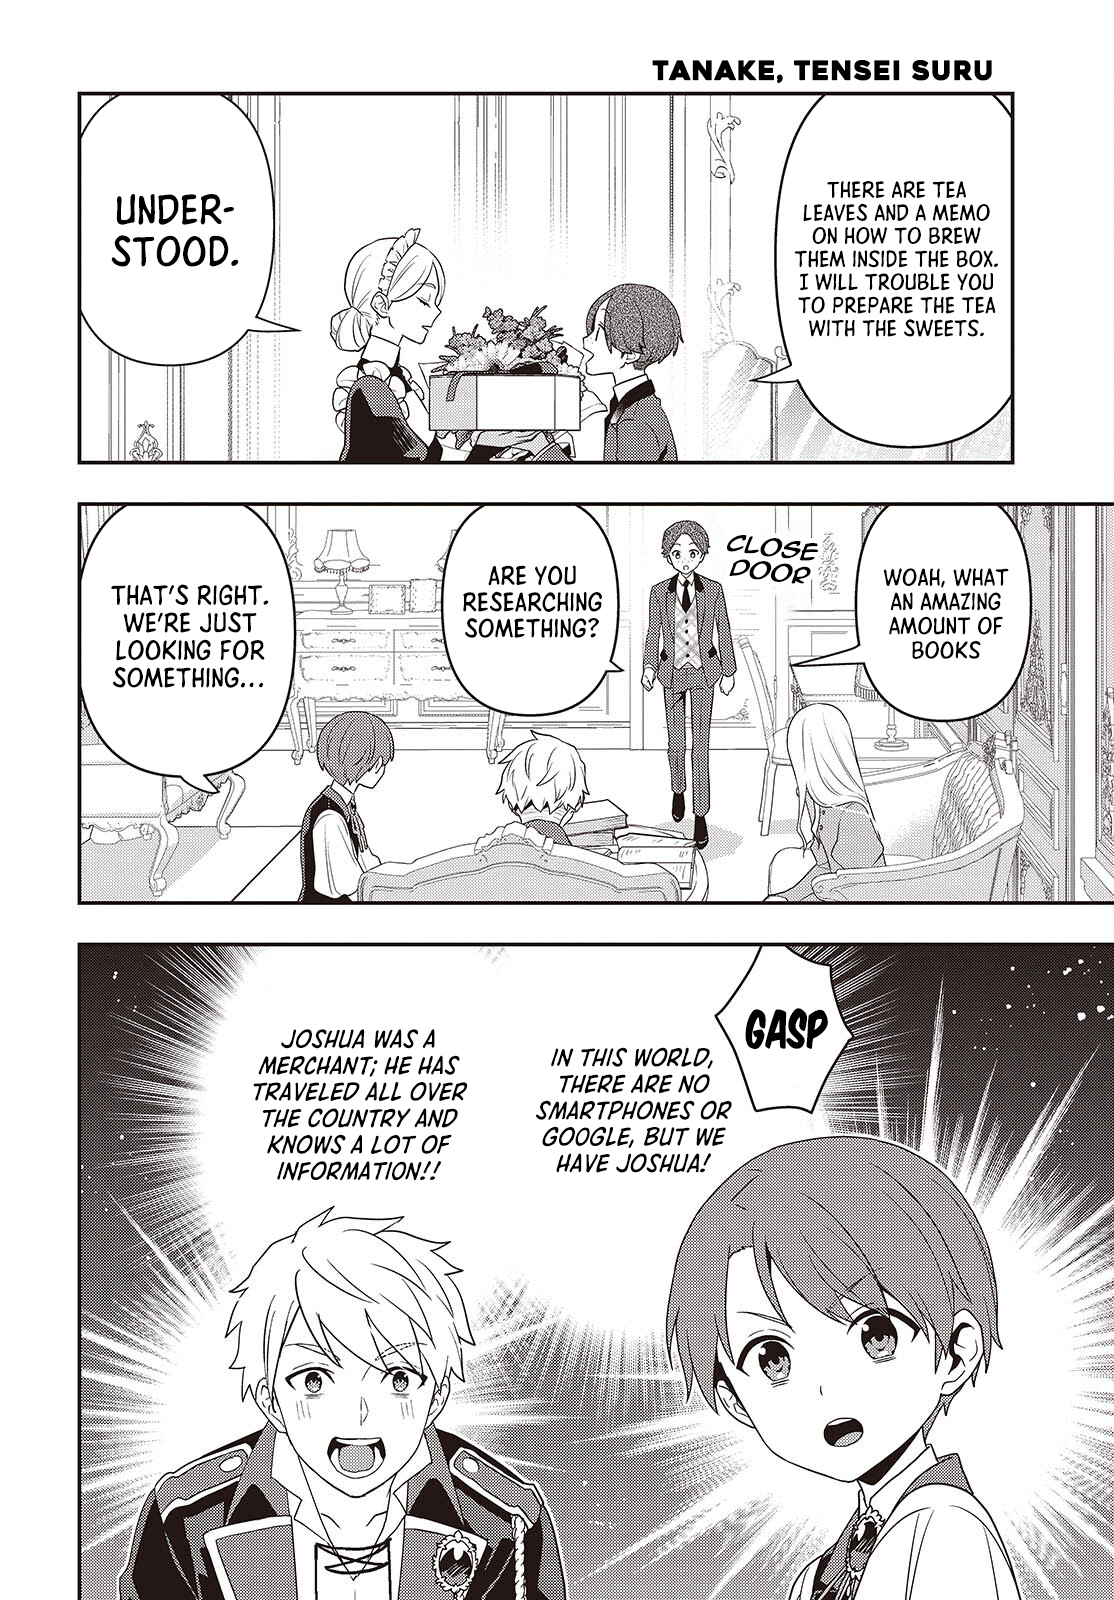 TANAKE, TENSEI SURU
THERE ARE TEA
LEAVES AND A MEMO
ON HOW TO BREW
THEM INSIDE THE BOX.
I WILL TROUBLE YOU
TO PREPARE THE TEA
WITH THE SWEETS.
UNDER-
STOOD.
WOAH, WHAT
AN AMAZING
AMOUNT OF
BOOKS
CLOSE
DOOR
ARE YOU
RESEARCHING
SOMETHING?
THAT'S RIGHT.
WE'RE JUST
LOOKING FOR
SOMETHING...
GASP
IN THIS WORLD,
THERE ARE NO
SMARTPHONES OR
GOOGLE, BUT WE
HAVE JOSHUA!
JOSHUA WAS A
MERCHANT; HE HAS
TRAVELED ALL OVER
THE COUNTRY AND
KNOWS A LOT OF
INFORMATION!!